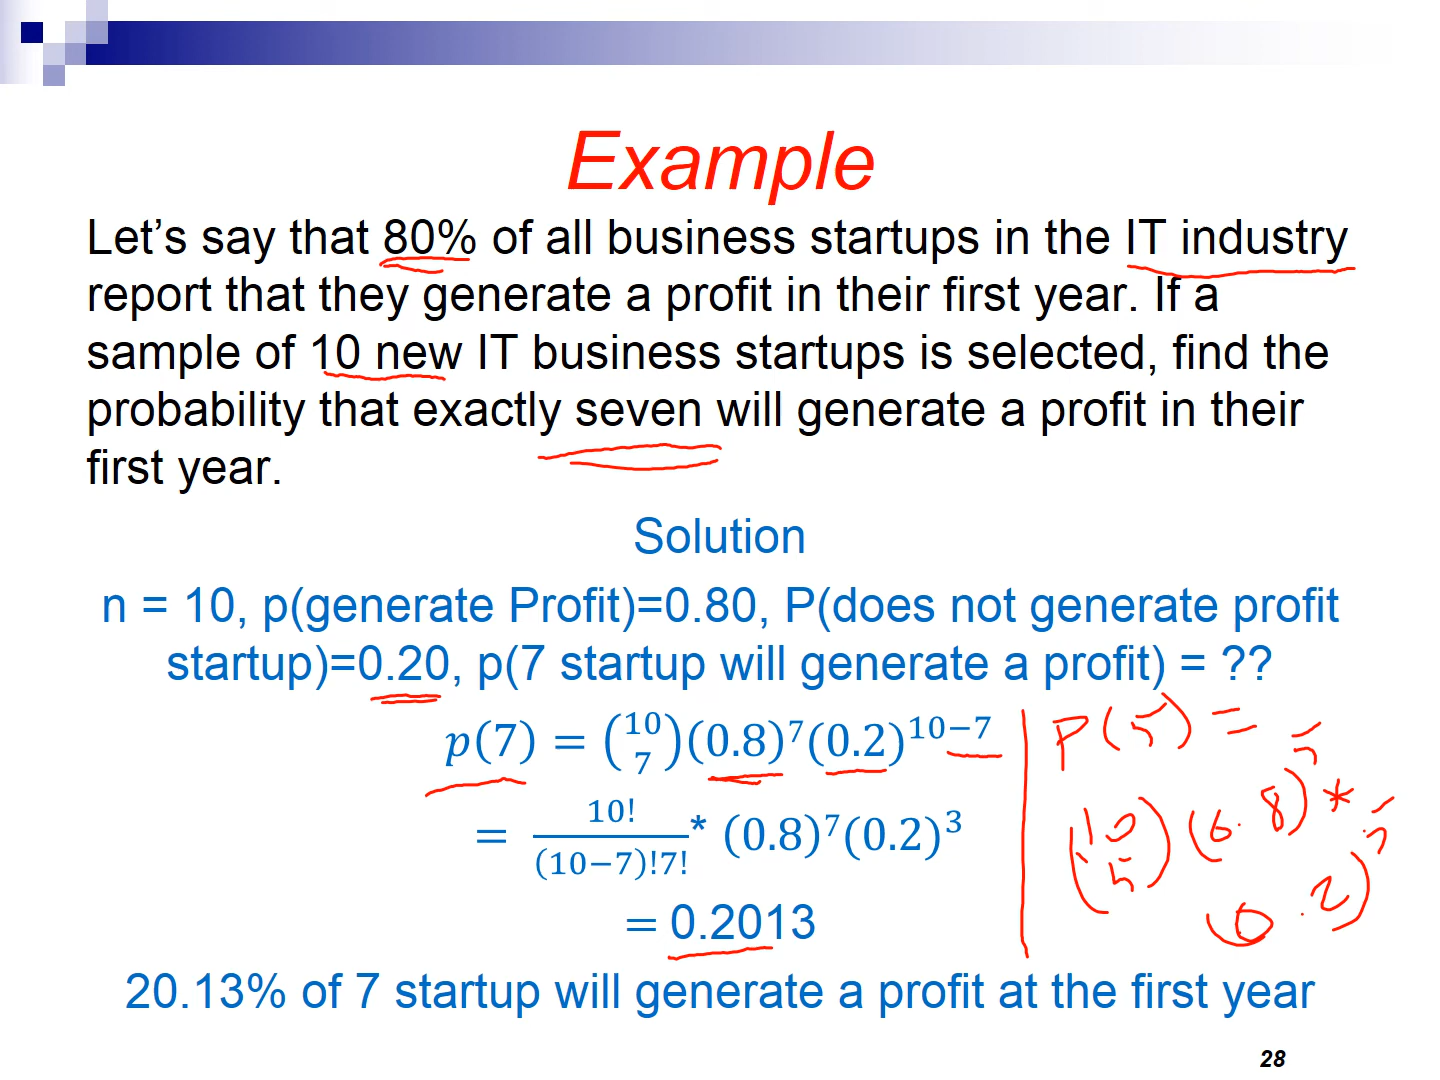 Example
Let’s say that 80% of all business startups in the IT industry
report that they generate a profit in their first year. If a
sample of 10 new IT business startups is selected, find the
probability that exactly seven will generate a profit in their
first year.
Solution
n = 10, p(generate Profit)=0.80, P(does not generate profit
startup)=0.20, p(7 startup will generate a profit) = ??
p(7) = (10 7)(0.8)^7(0.2)^{10−7}
= 10!/((10−7)!7!)* (0.8)^7(0.2)^3
= 0.2013
20.13% of 7 startup will generate a profit at the first year
P(5) =
(10 5)(0.8)^5 *
(0.2)^5
28